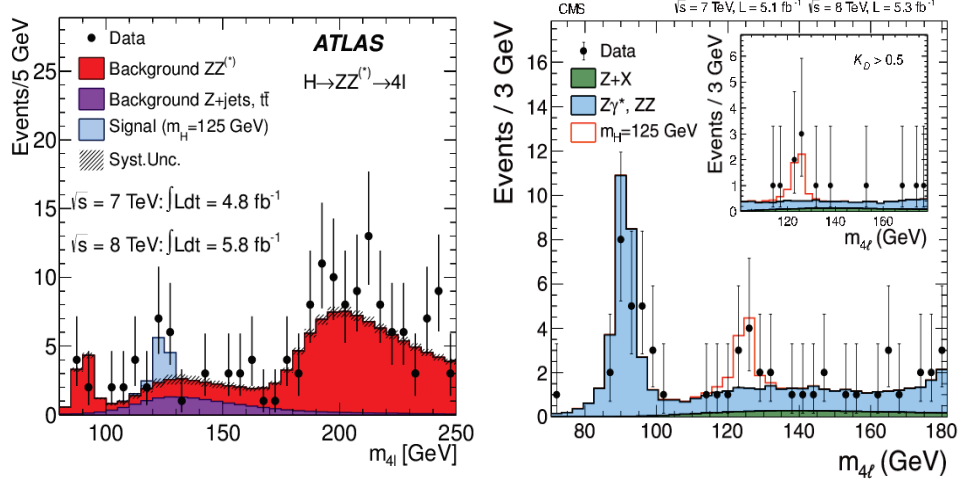 ATLAS
H→ZZ(*)→4l
Data
Background ZZ(*)
Background Z+jets, tt̄
Signal (mH=125 GeV)
Syst.Unc.
√s = 7 TeV: ∫Ldt = 4.8 fb-1
√s = 8 TeV: ∫Ldt = 5.8 fb-1
Events/5 GeV
25
20
15
10
5
0
100 150 200 250
m4l [GeV]
CMS √s = 7 TeV, L = 5.1 fb-1 √s = 8 TeV, L = 5.3 fb-1
Data
Z+X
Zγ*, ZZ
mH=125 GeV
Events / 3 GeV
16
14
12
10
8
6
4
2
0
80 100 120 140 160 180
m4ℓ (GeV)
KD > 0.5
Events / 3 GeV
6
5
4
3
2
1
0
120 140 160
m4ℓ (GeV)